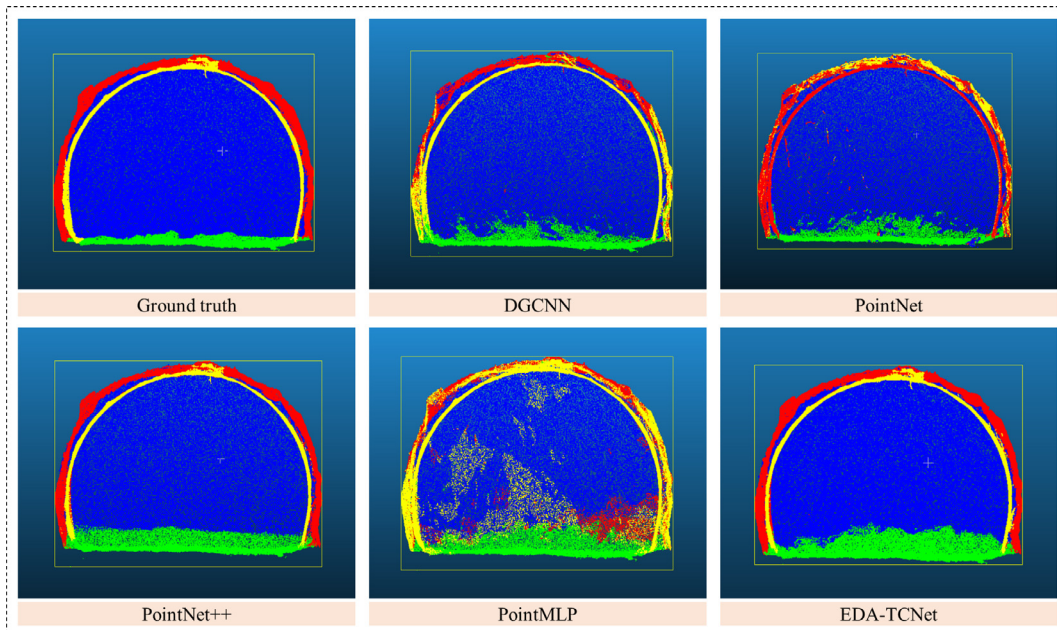 Ground truth
DGCNN
PointNet
PointNet++
PointMLP
EDA-TCNet